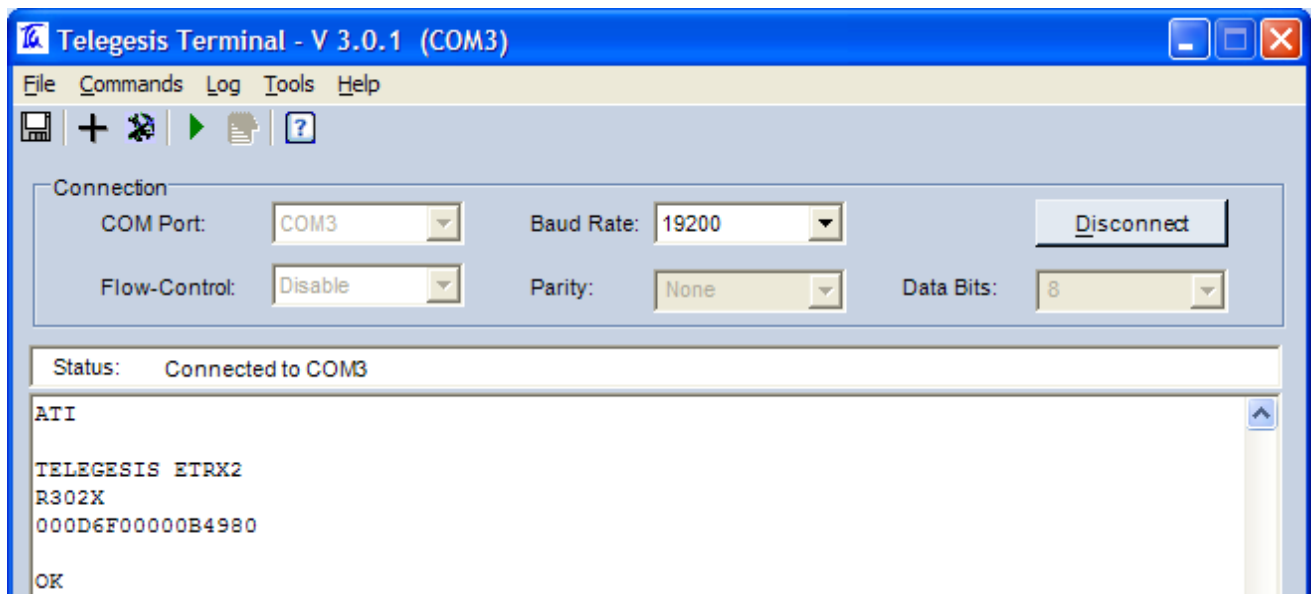 Telegesis Terminal - V 3.0.1 (COM3)
File Commands Log Tools Help
?
Connection
COM Port: COM3 Baud Rate: 19200 Disconnect
Flow-Control: Disable Parity: None Data Bits: 8
Status: Connected to COM3
ATI
TELEGESIS ETRX2
R302X
000D6F00000B4980
OK